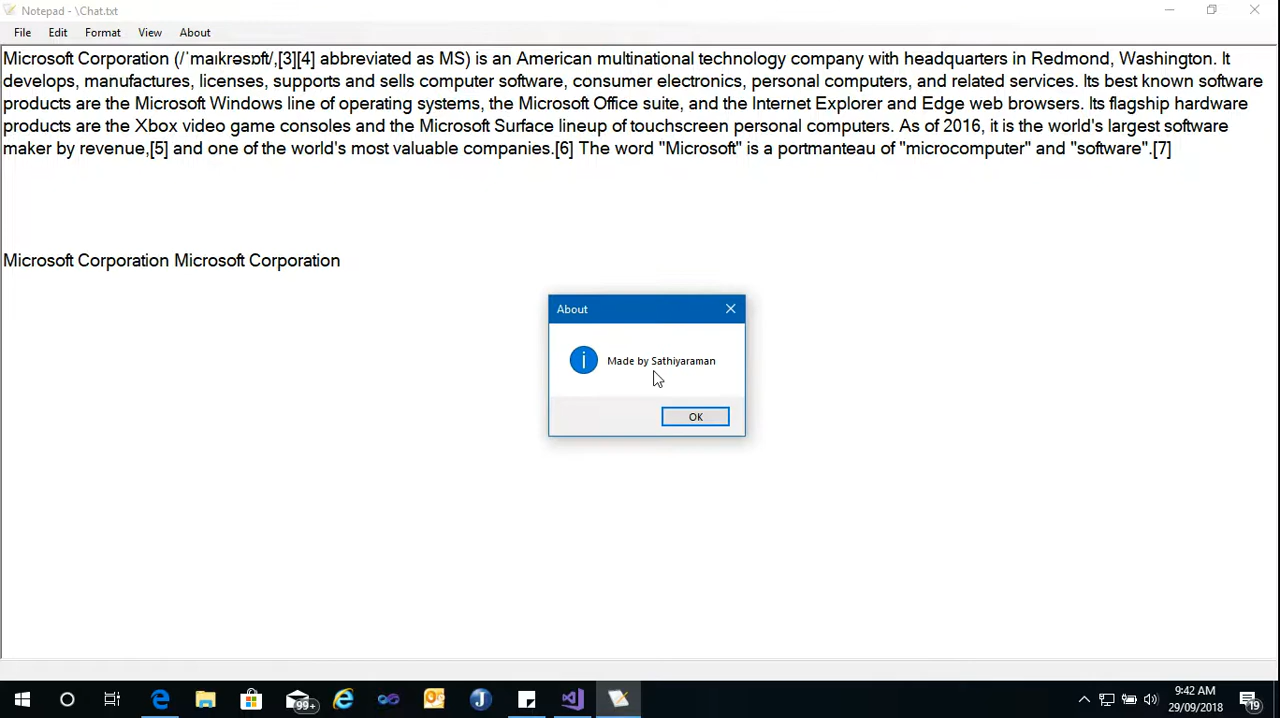 Notepad - \Chat.txt
File Edit Format View About
Microsoft Corporation (/ˈmaɪkrəsɒft/,[3][4] abbreviated as MS) is an American multinational technology company with headquarters in Redmond, Washington. It
develops, manufactures, licenses, supports and sells computer software, consumer electronics, personal computers, and related services. Its best known software
products are the Microsoft Windows line of operating systems, the Microsoft Office suite, and the Internet Explorer and Edge web browsers. Its flagship hardware
products are the Xbox video game consoles and the Microsoft Surface lineup of touchscreen personal computers. As of 2016, it is the world's largest software
maker by revenue,[5] and one of the world's most valuable companies.[6] The word "Microsoft" is a portmanteau of "microcomputer" and "software".[7]
Microsoft Corporation Microsoft Corporation
About
Made by Sathiyaraman
OK
99+
9:42 AM
29/09/2018
19